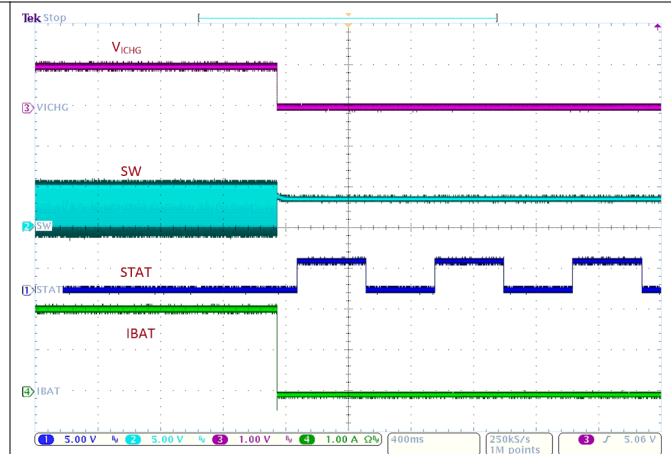 Tek Stop
VICHG
3 VICHG
SW
2 SW
STAT
1 STAT
IBAT
4 IBAT
1 5.00 V 2 5.00 V 3 1.00 V 4 1.00 A Ω 400ms 250kS/s 3 5.06 V
1M points